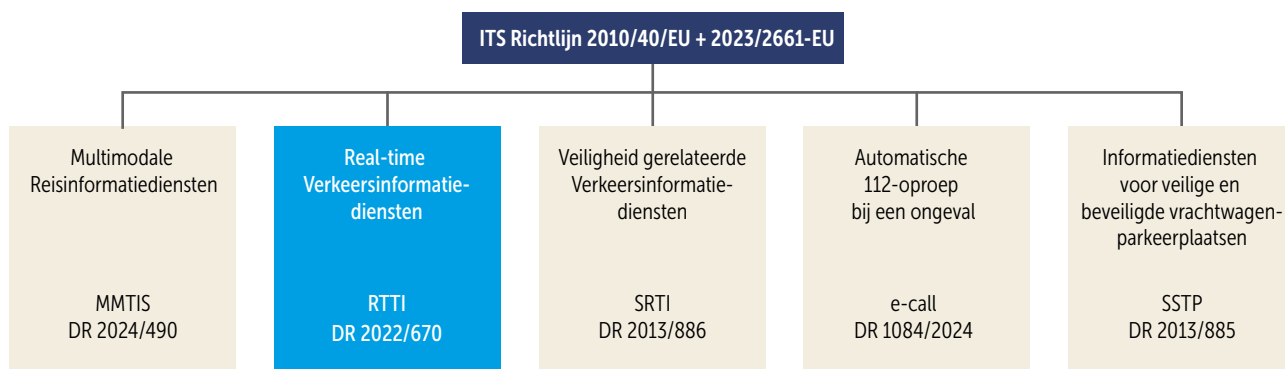 ITS Richtlijn 2010/40/EU + 2023/2661-EU
Multimodale
Reisinformatiediensten
MMTIS
DR 2024/490
Real-time
Verkeersinformatie-
diensten
RTTI
DR 2022/670
Veiligheid gerelateerde
Verkeersinformatie-
diensten
SRTI
DR 2013/886
Automatische
112-oproep
bij een ongeval
e-call
DR 1084/2024
Informatiediensten
voor veilige en
beveiligde vrachtwagen-
parkeerplaatsen
SSTP
DR 2013/885